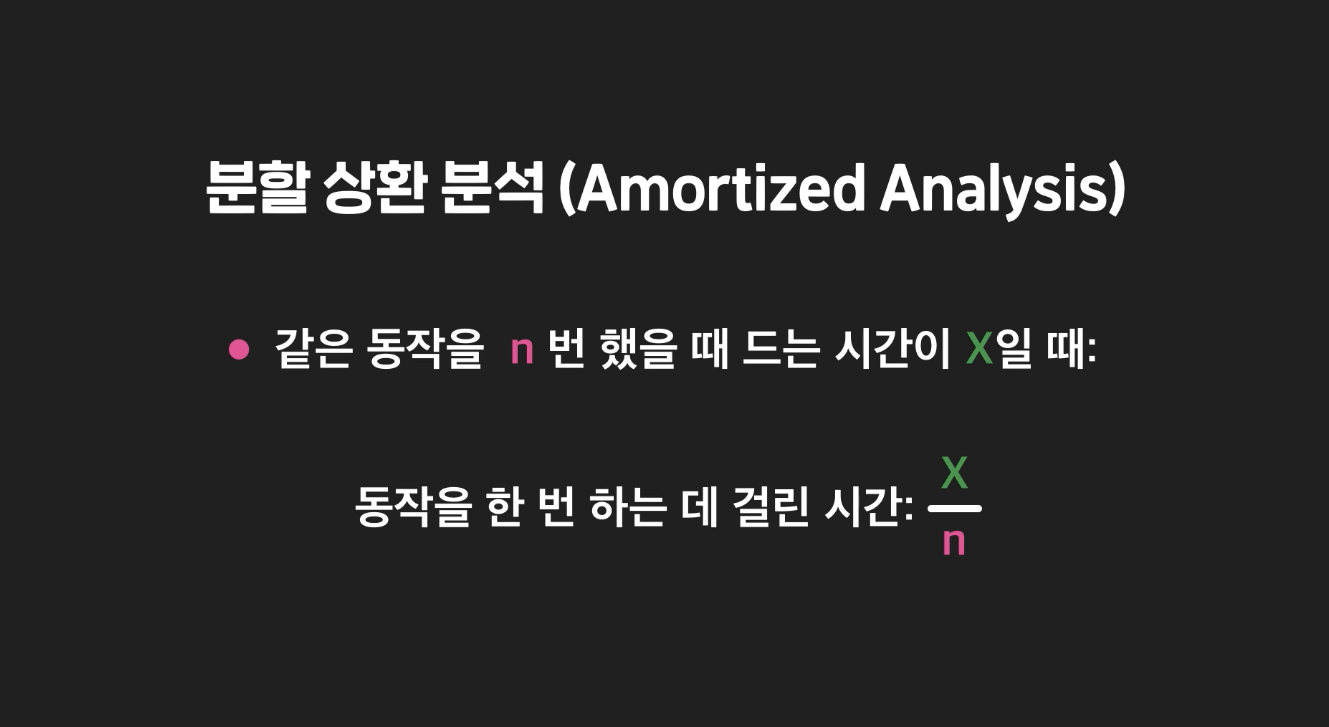 분할 상환 분석 (Amortized Analysis)
● 같은 동작을 n 번 했을 때 드는 시간이 X일 때:
동작을 한 번 하는 데 걸린 시간: X
n